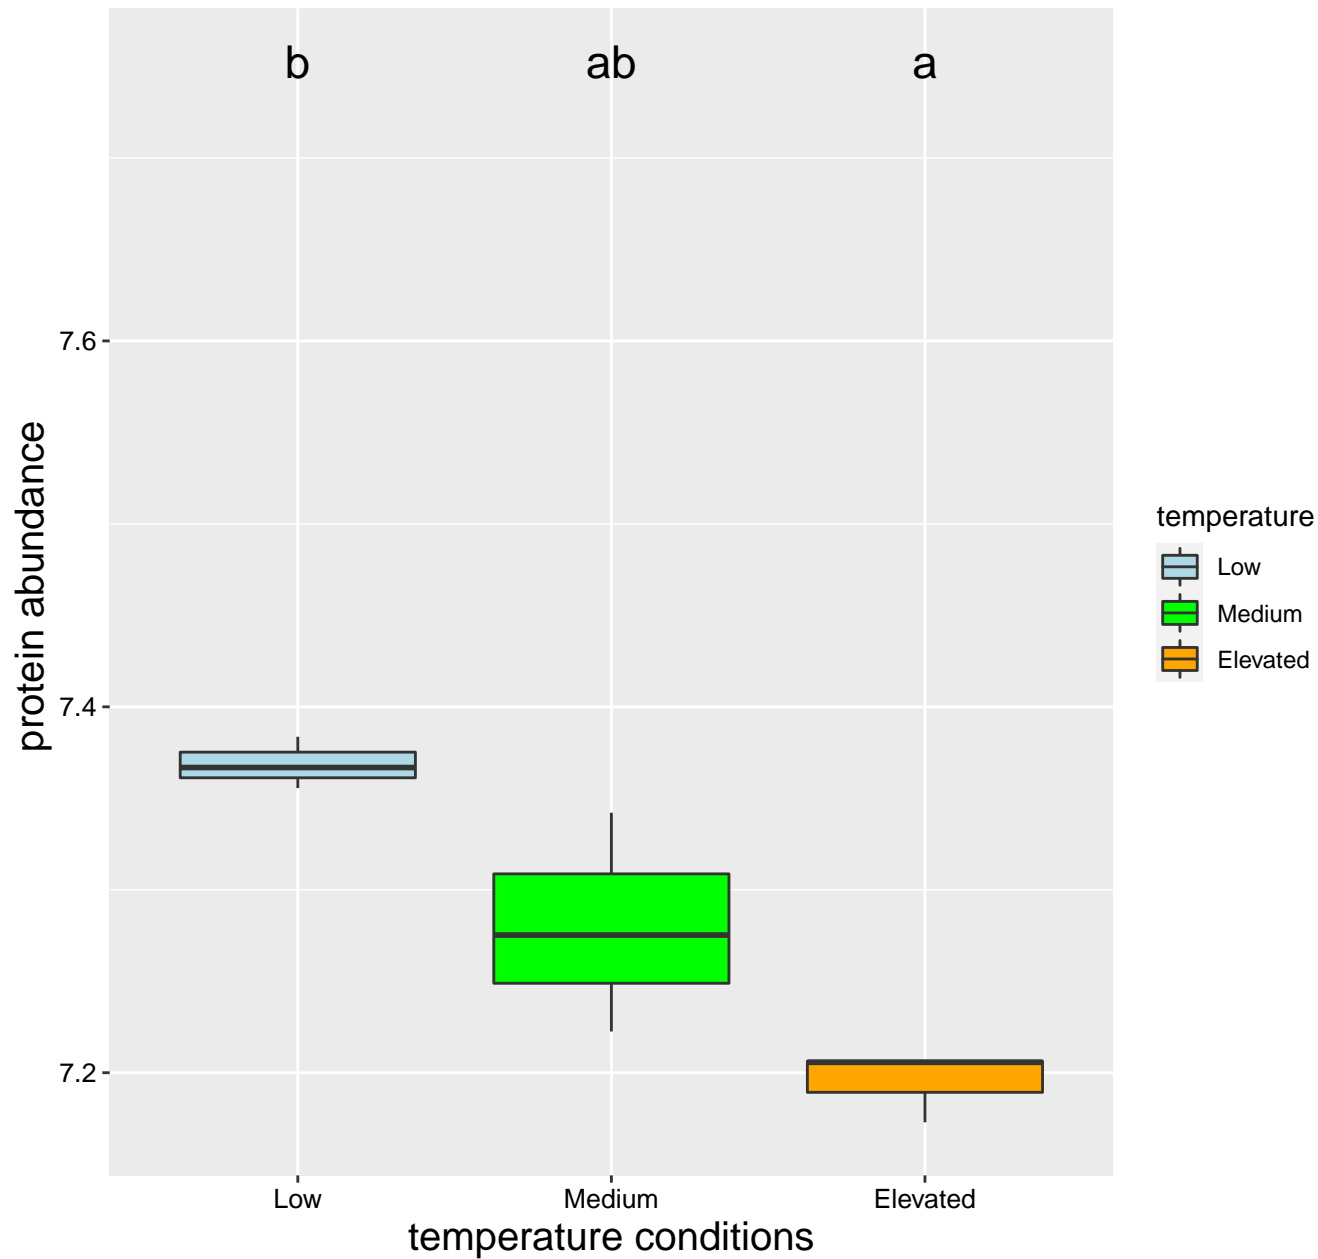 b ab a
7.6
7.4
7.2
protein abundance
Low Medium Elevated
temperature conditions
temperature
Low
Medium
Elevated